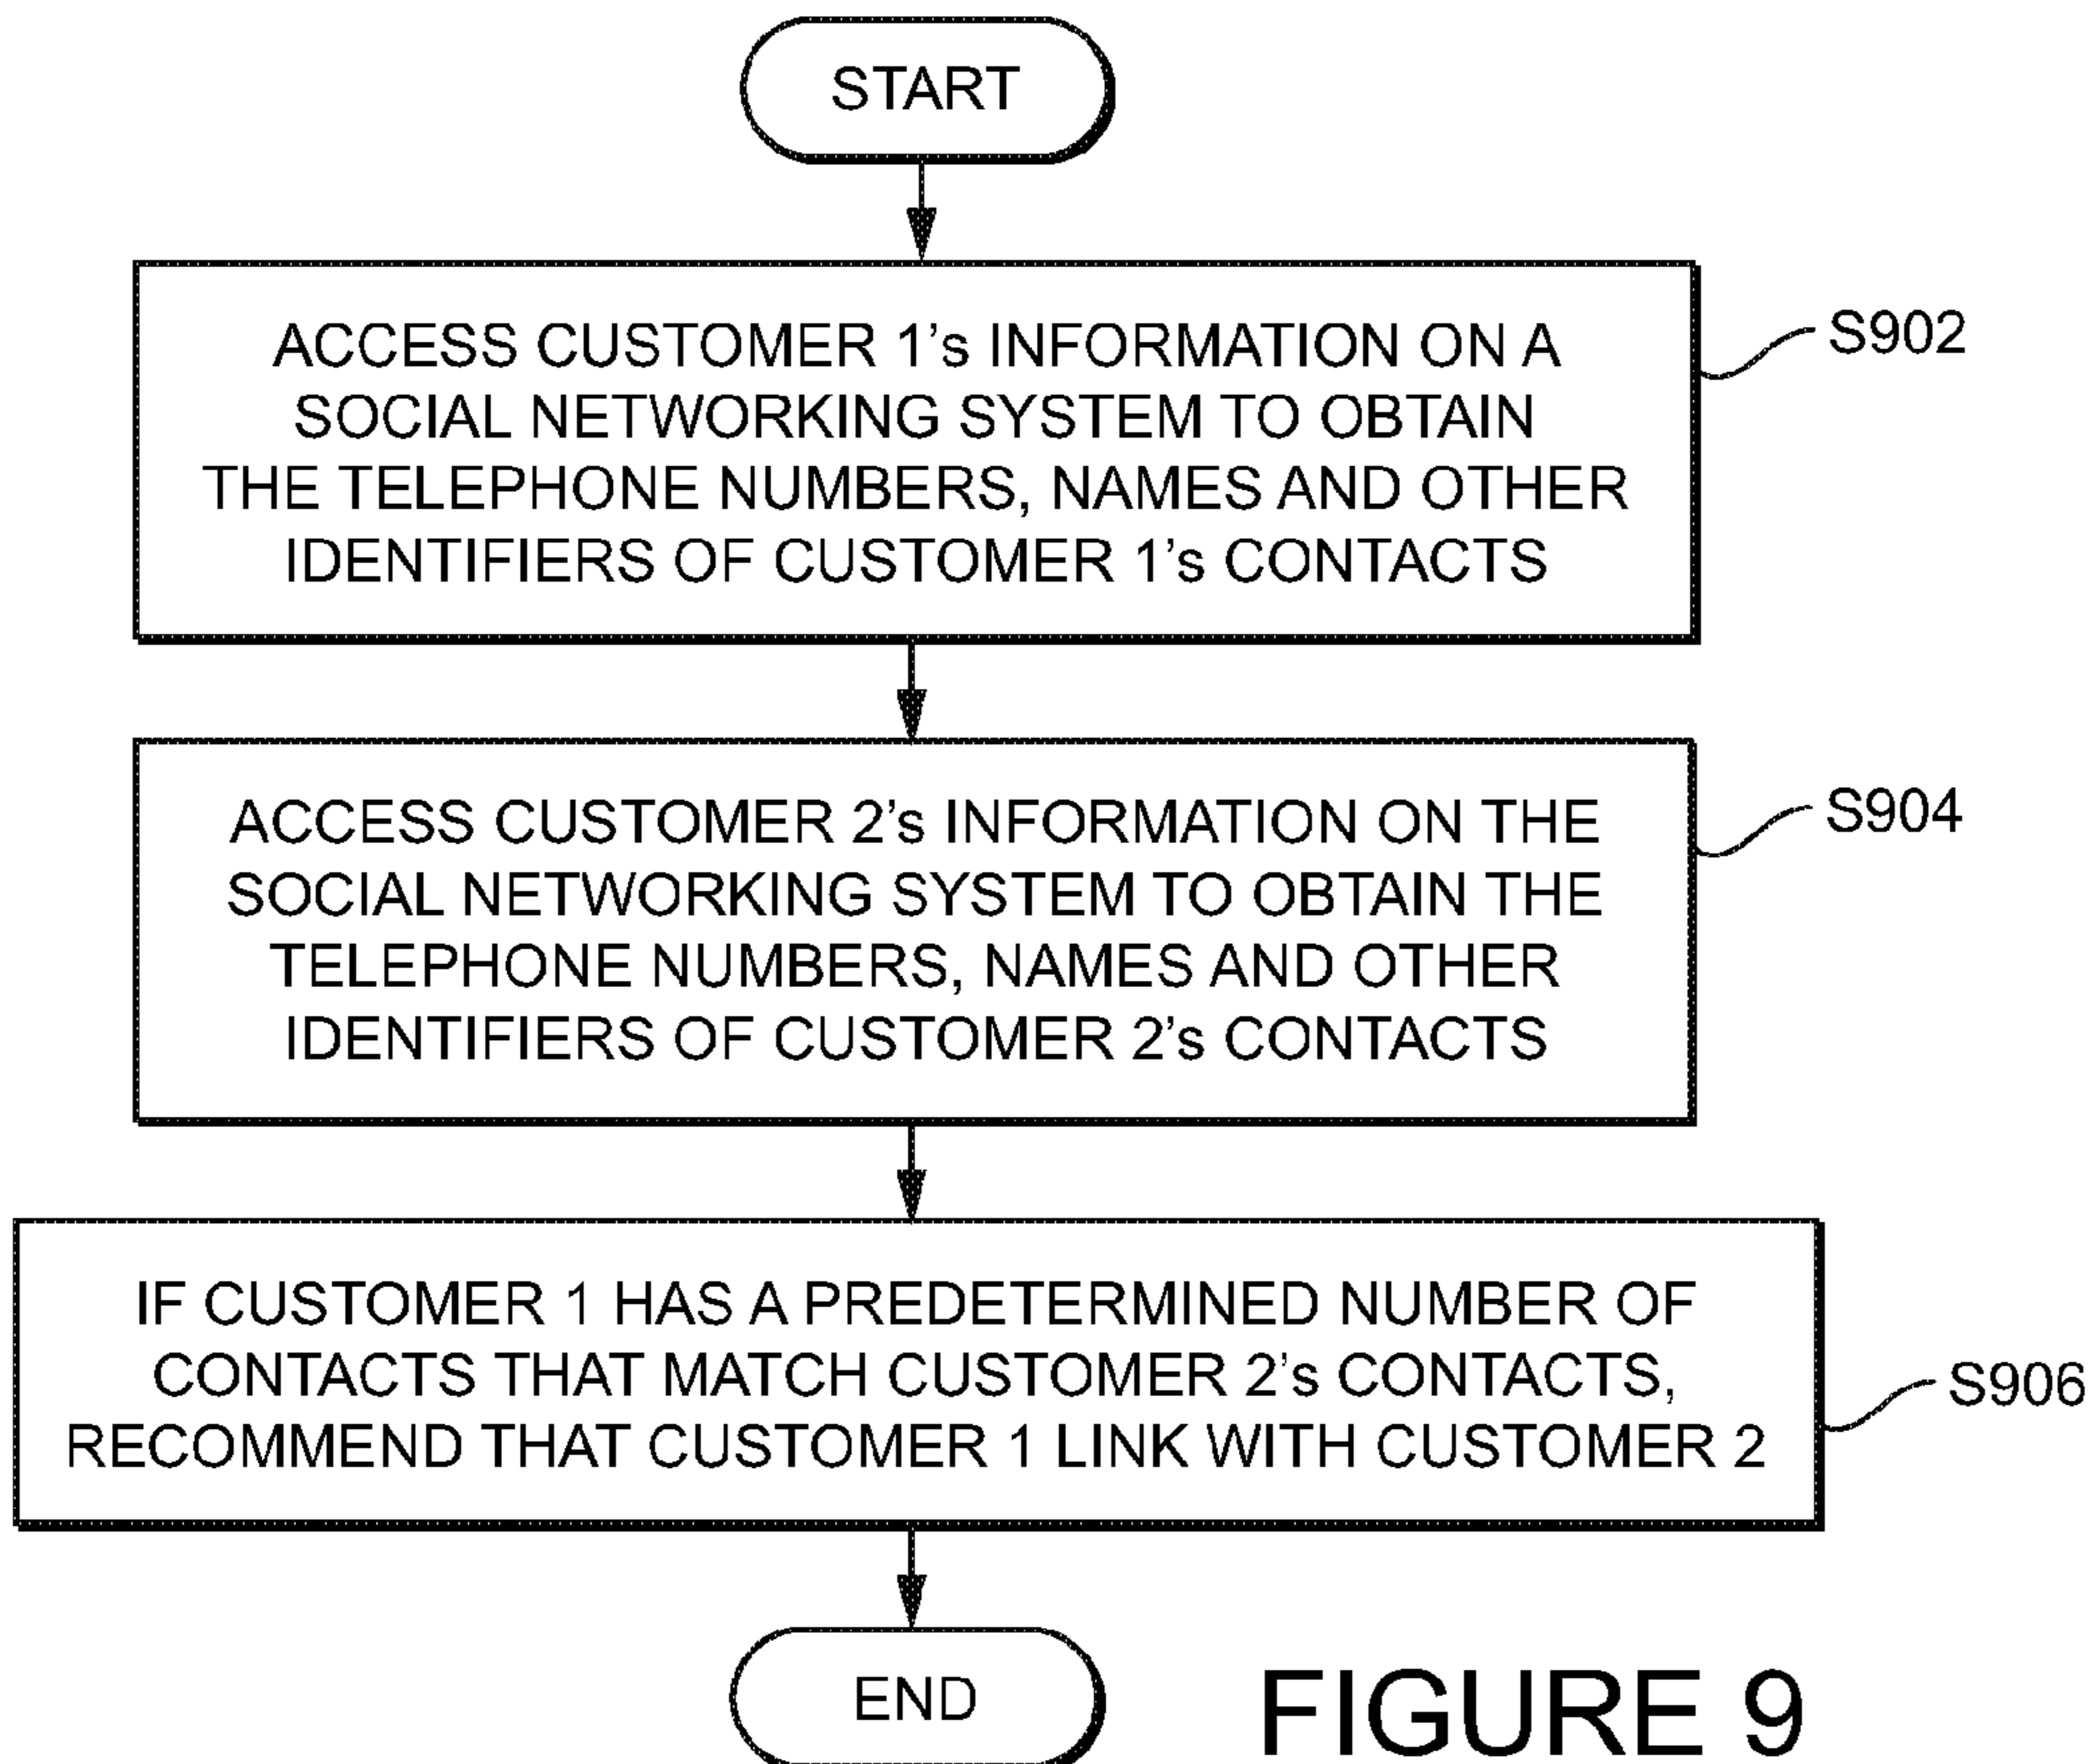 START
ACCESS CUSTOMER 1's INFORMATION ON A
SOCIAL NETWORKING SYSTEM TO OBTAIN
THE TELEPHONE NUMBERS, NAMES AND OTHER
IDENTIFIERS OF CUSTOMER 1's CONTACTS
S902
ACCESS CUSTOMER 2's INFORMATION ON THE
SOCIAL NETWORKING SYSTEM TO OBTAIN THE
TELEPHONE NUMBERS, NAMES AND OTHER
IDENTIFIERS OF CUSTOMER 2's CONTACTS
S904
IF CUSTOMER 1 HAS A PREDETERMINED NUMBER OF
CONTACTS THAT MATCH CUSTOMER 2's CONTACTS,
RECOMMEND THAT CUSTOMER 1 LINK WITH CUSTOMER 2
S906
END
FIGURE 9